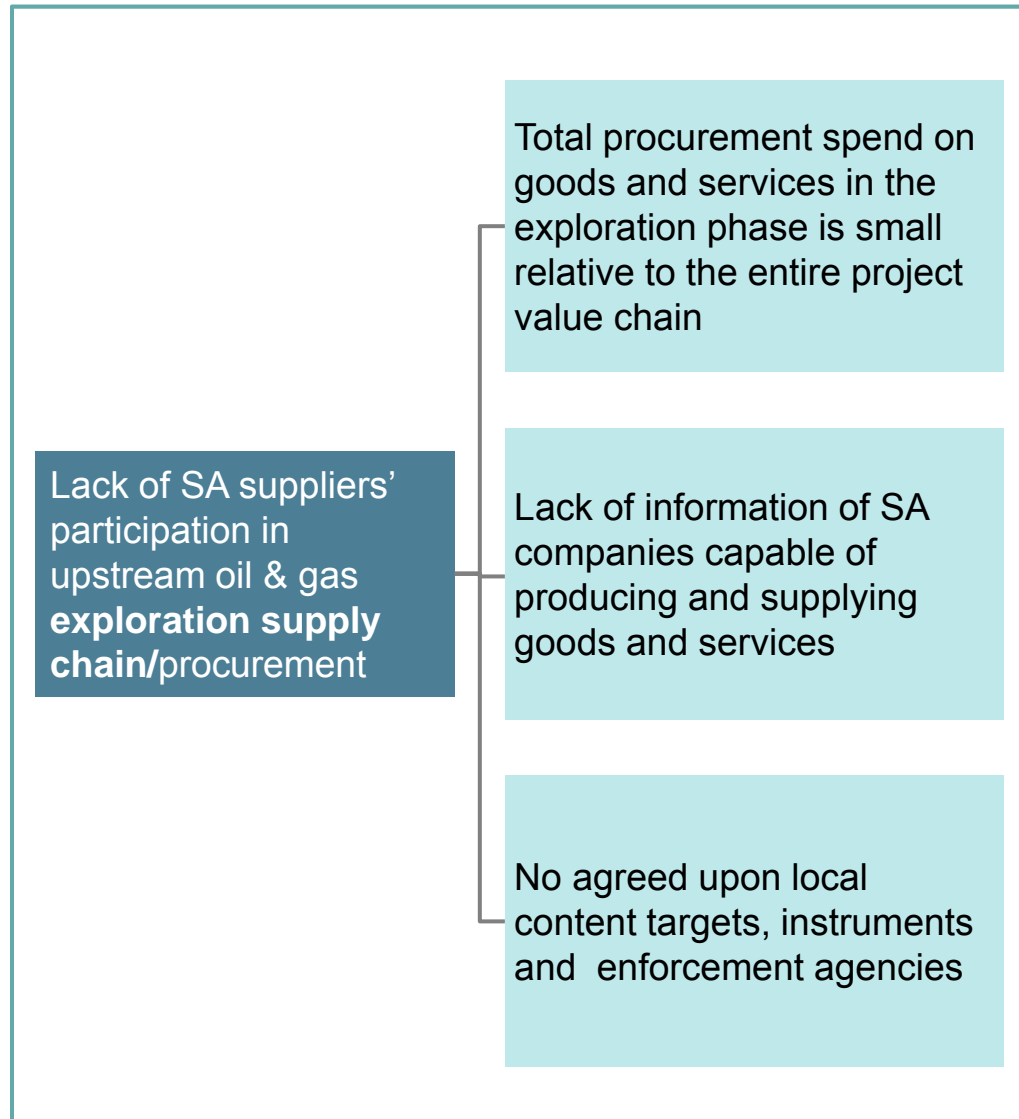 Total procurement spend on
goods and services in the
exploration phase is small
relative to the entire project
value chain
Lack of SA suppliers’
participation in
upstream oil & gas
exploration supply
chain/procurement
Lack of information of SA
companies capable of
producing and supplying
goods and services
No agreed upon local
content targets, instruments
and  enforcement agencies